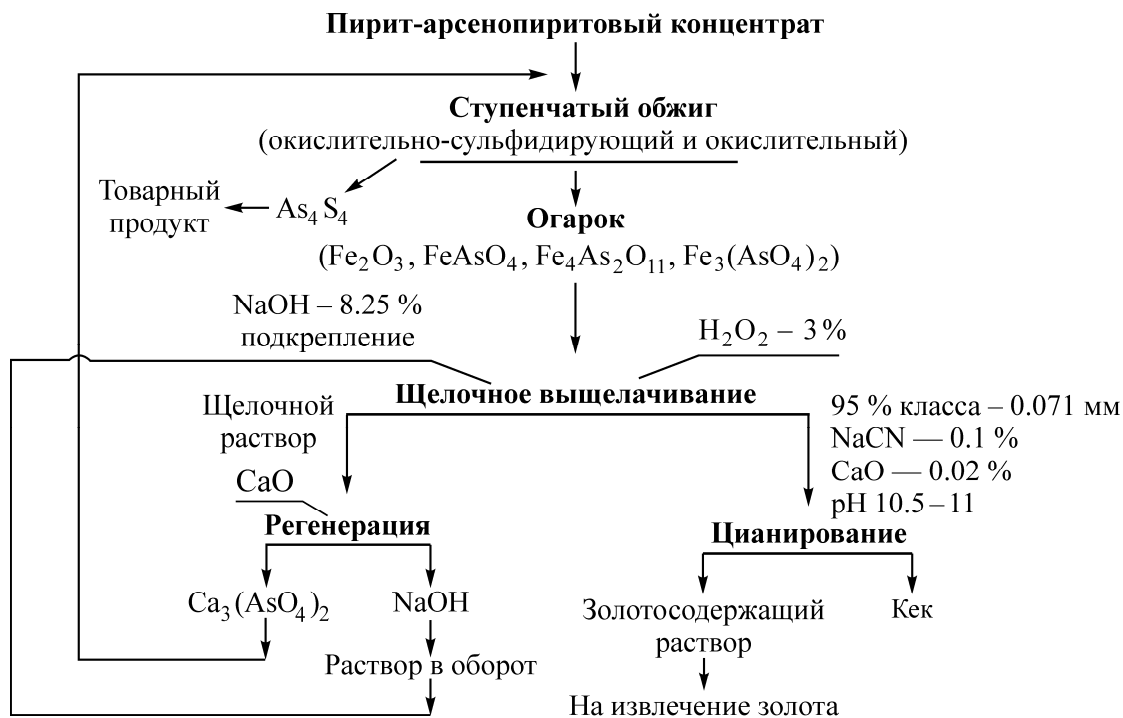 Пирит-арсенопиритовый концентрат
Ступенчатый обжиг
(окислительно-сульфидирующий и окислительный)
Товарный
продукт
As₄S₄
Огарок
(Fe₂O₃, FeAsO₄, Fe₄As₂O₁₁, Fe₃(AsO₄)₂)
NaOH – 8.25 %
подкрепление
H₂O₂ – 3%
Щелочное выщелачивание
Щелочной
раствор
95 % класса – 0.071 мм
NaCN — 0.1 %
CaO — 0.02 %
pH 10.5 – 11
CaO
Регенерация
Цианирование
Ca₃(AsO₄)₂
NaOH
Золотосодержащий
раствор
Кек
Раствор в оборот
На извлечение золота